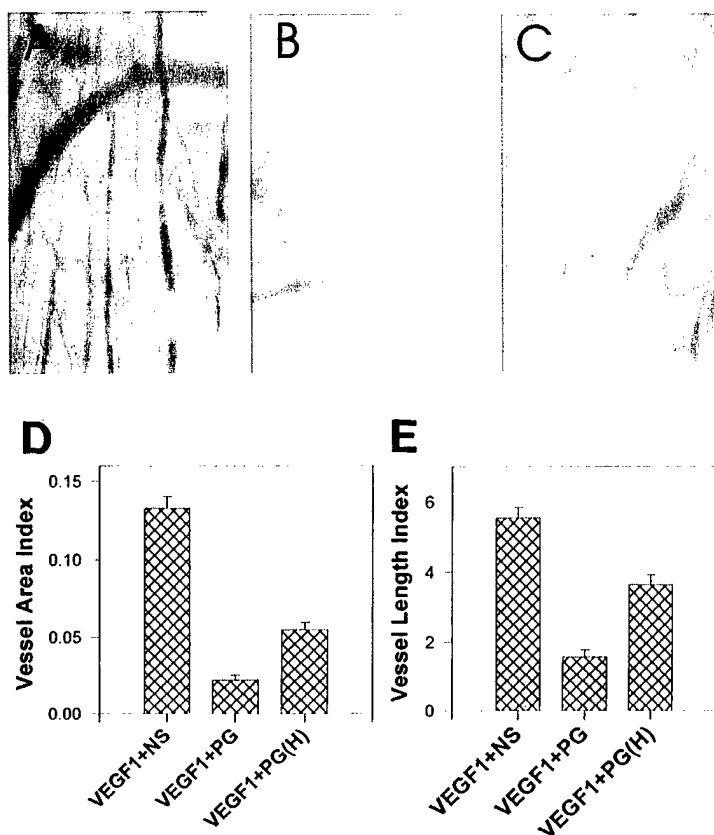 A
B
C
D
Vessel Area Index
0.15
0.10
0.05
0.00
VEGF1+NS
VEGF1+PG
VEGF1+PG(H)
E
Vessel Length Index
6
4
2
0
VEGF1+NS
VEGF1+PG
VEGF1+PG(H)